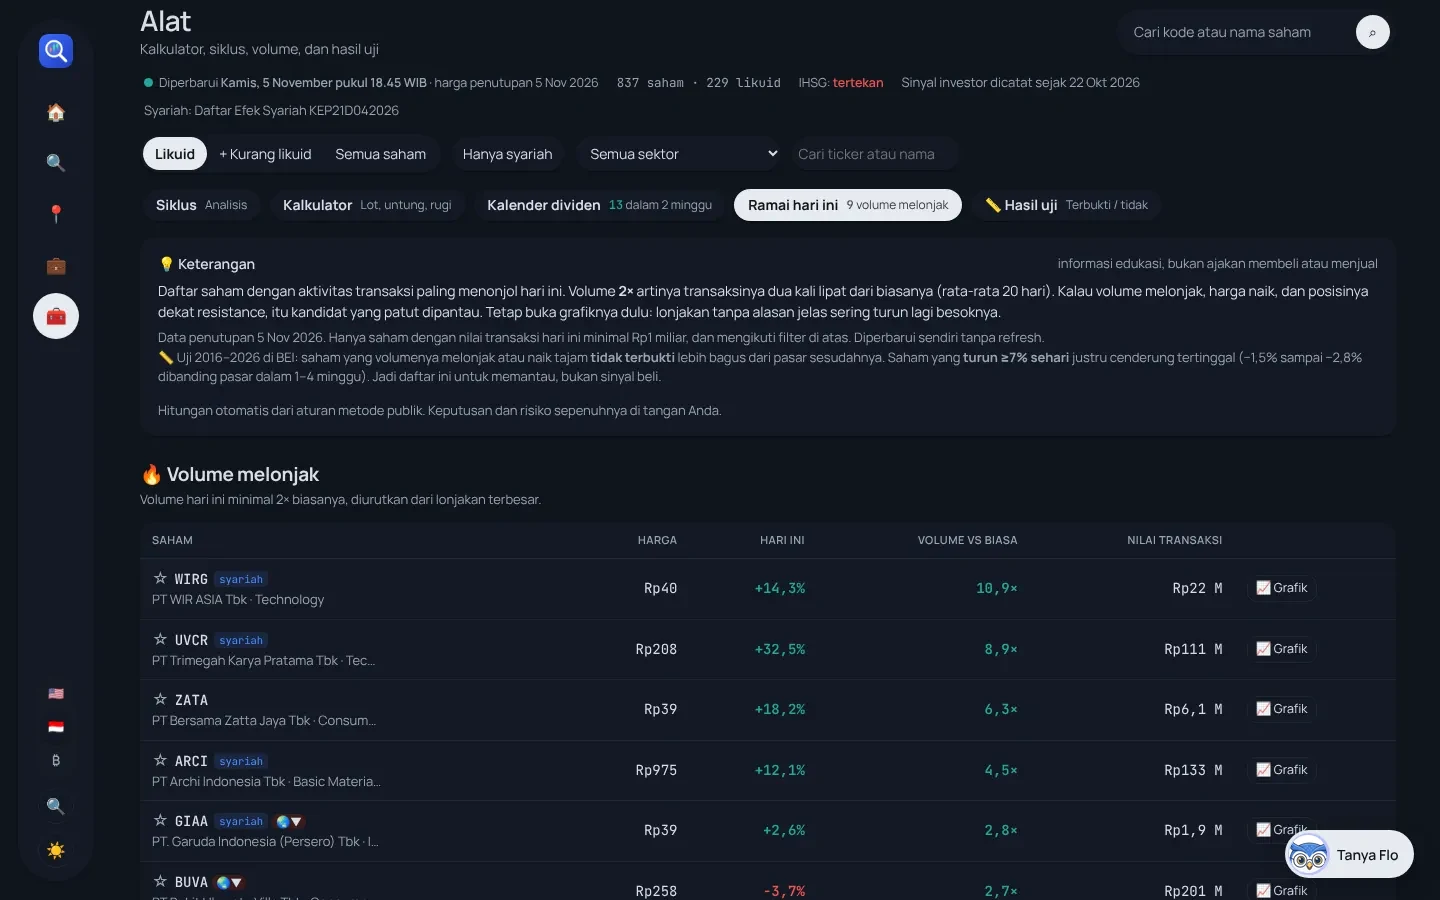 Alat
Kalkulator, siklus, volume, dan hasil uji
Cari kode atau nama saham
Diperbarui Kamis, 5 November pukul 18.45 WIB · harga penutupan 5 Nov 2026 837 saham · 229 likuid IHSG: tertekan Sinyal investor dicatat sejak 22 Okt 2026
Syariah: Daftar Efek Syariah KEP21D042026
Likuid + Kurang likuid Semua saham Hanya syariah Semua sektor Cari ticker atau nama
Siklus Analisis Kalkulator Lot, untung, rugi Kalender dividen 13 dalam 2 minggu Ramai hari ini 9 volume melonjak 📏 Hasil uji Terbukti / tidak
💡 Keterangan informasi edukasi, bukan ajakan membeli atau menjual
Daftar saham dengan aktivitas transaksi paling menonjol hari ini. Volume 2× artinya transaksinya dua kali lipat dari biasanya (rata-rata 20 hari). Kalau volume melonjak, harga naik, dan posisinya
dekat resistance, itu kandidat yang patut dipantau. Tetap buka grafiknya dulu: lonjakan tanpa alasan jelas sering turun lagi besoknya.
Data penutupan 5 Nov 2026. Hanya saham dengan nilai transaksi hari ini minimal Rp1 miliar, dan mengikuti filter di atas. Diperbarui sendiri tanpa refresh.
📏 Uji 2016–2026 di BEI: saham yang volumenya melonjak atau naik tajam tidak terbukti lebih bagus dari pasar sesudahnya. Saham yang turun ≥7% sehari justru cenderung tertinggal (−1,5% sampai −2,8%
dibanding pasar dalam 1–4 minggu). Jadi daftar ini untuk memantau, bukan sinyal beli.
Hitungan otomatis dari aturan metode publik. Keputusan dan risiko sepenuhnya di tangan Anda.
🔥 Volume melonjak
Volume hari ini minimal 2× biasanya, diurutkan dari lonjakan terbesar.
SAHAM HARGA HARI INI VOLUME VS BIASA NILAI TRANSAKSI
☆ WIRG syariah Rp40 +14,3% 10,9× Rp22 M 📈 Grafik
PT WIR ASIA Tbk · Technology
☆ UVCR syariah Rp208 +32,5% 8,9× Rp111 M 📈 Grafik
PT Trimegah Karya Pratama Tbk · Tec...
☆ ZATA Rp39 +18,2% 6,3× Rp6,1 M 📈 Grafik
PT Bersama Zatta Jaya Tbk · Consum...
☆ ARCI syariah Rp975 +12,1% 4,5× Rp133 M 📈 Grafik
PT Archi Indonesia Tbk · Basic Materia...
☆ GIAA syariah 🌏▼ Rp39 +2,6% 2,8× Rp1,9 M 📈 Grafik
PT. Garuda Indonesia (Persero) Tbk · I...
☆ BUVA 🌏▼ Rp258 -3,7% 2,7× Rp201 M 📈 Grafik
Tanya Flo